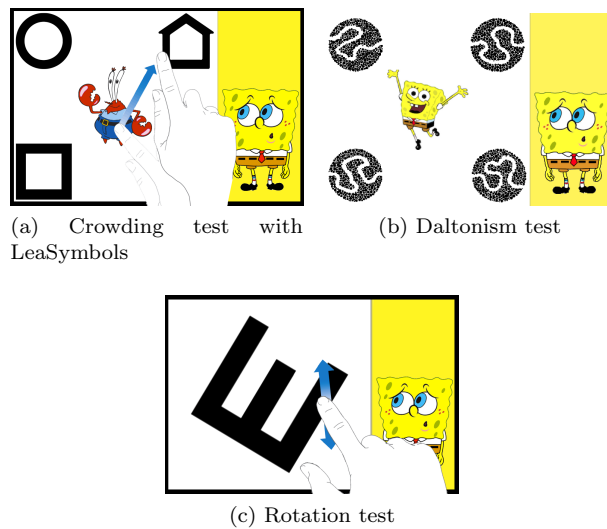 (a) Crowding test with
LeaSymbols
(b) Daltonism test
E
(c) Rotation test